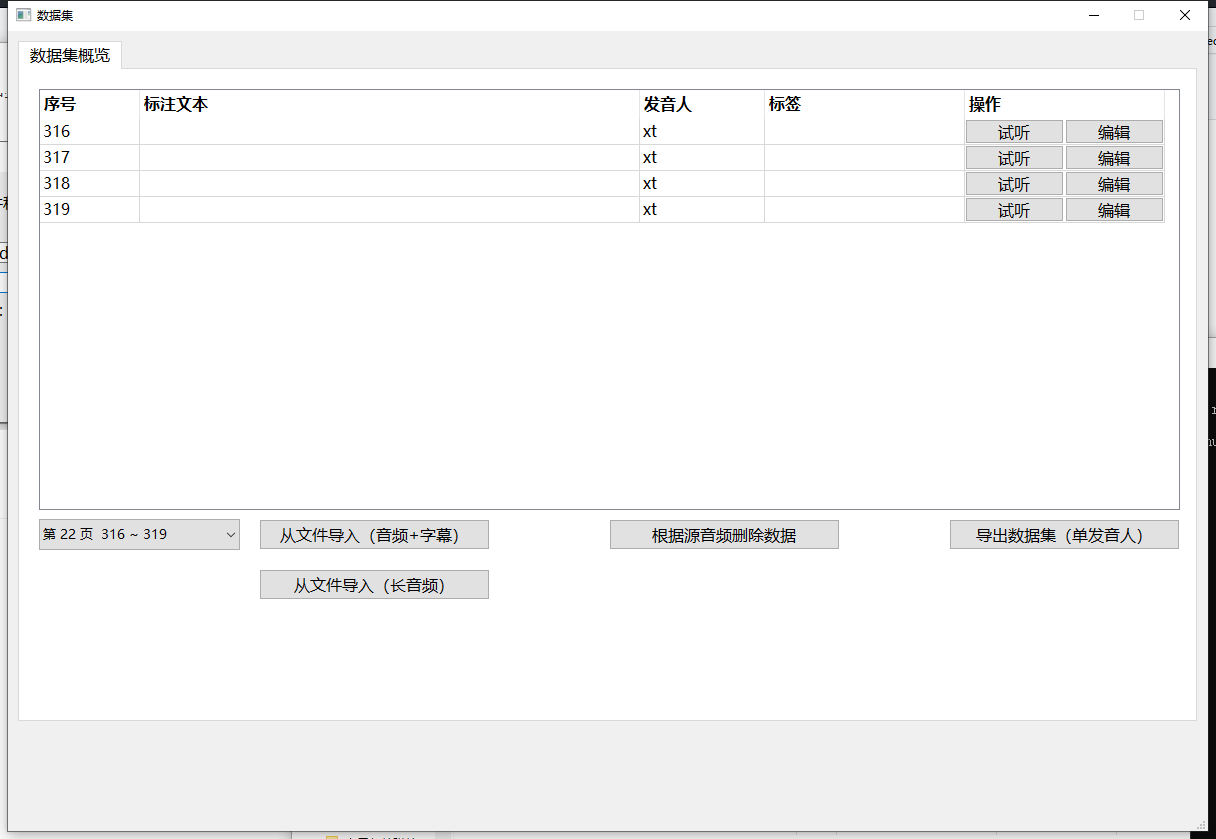 数据集
数据集概览
序号 标注文本 发音人 标签 操作
316 xt 试听 编辑
317 xt 试听 编辑
318 xt 试听 编辑
319 xt 试听 编辑
第 22 页 316 ~ 319 从文件导入（音频+字幕） 根据源音频删除数据 导出数据集（单发音人）
从文件导入（长音频）